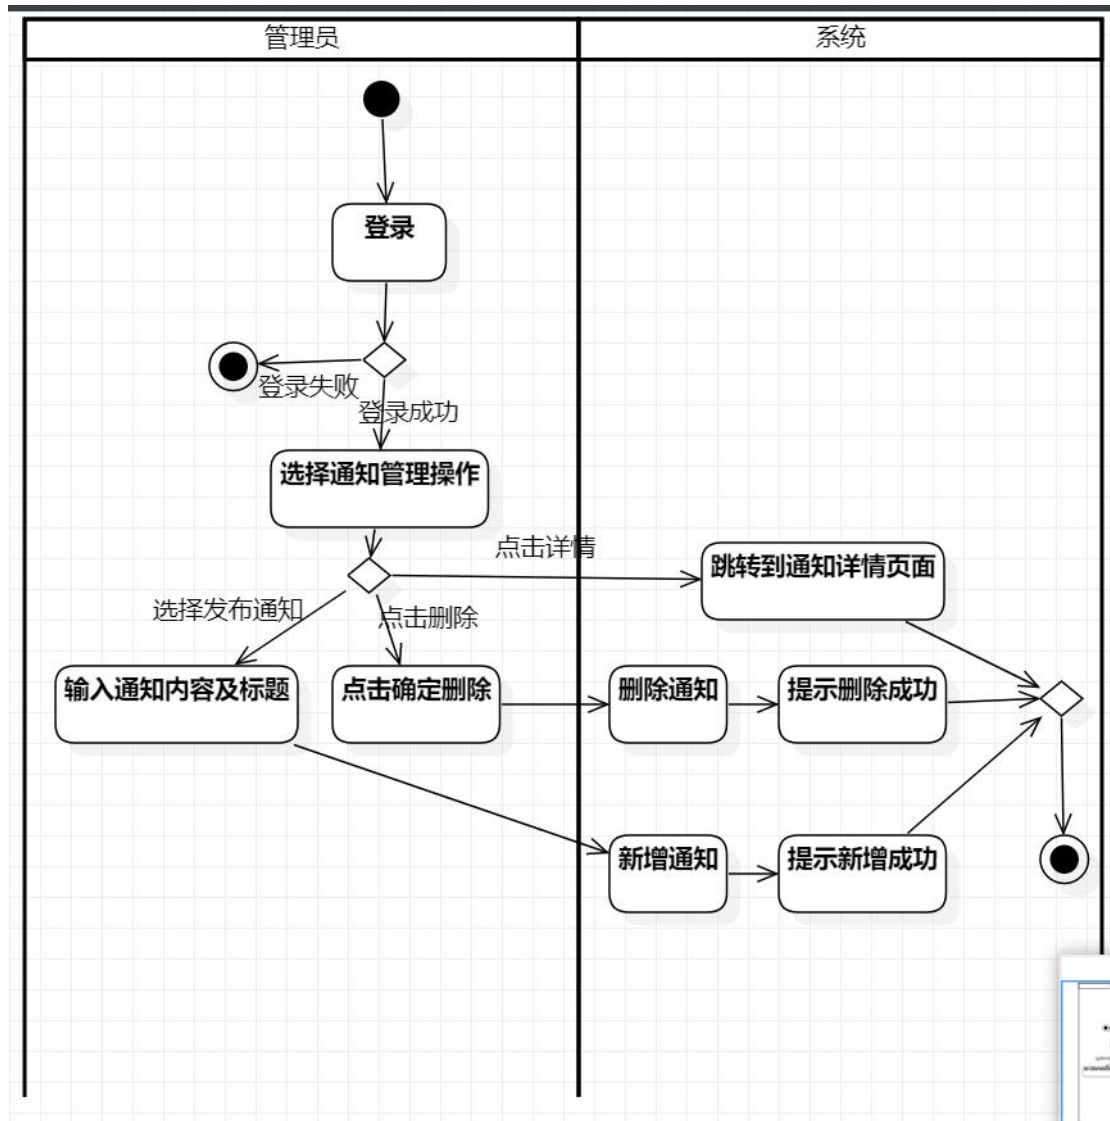 管理员
系统
登录
登录失败
登录成功
选择通知管理操作
点击详情
跳转到通知详情页面
选择发布通知
点击删除
输入通知内容及标题
点击确定删除
删除通知
提示删除成功
新增通知
提示新增成功